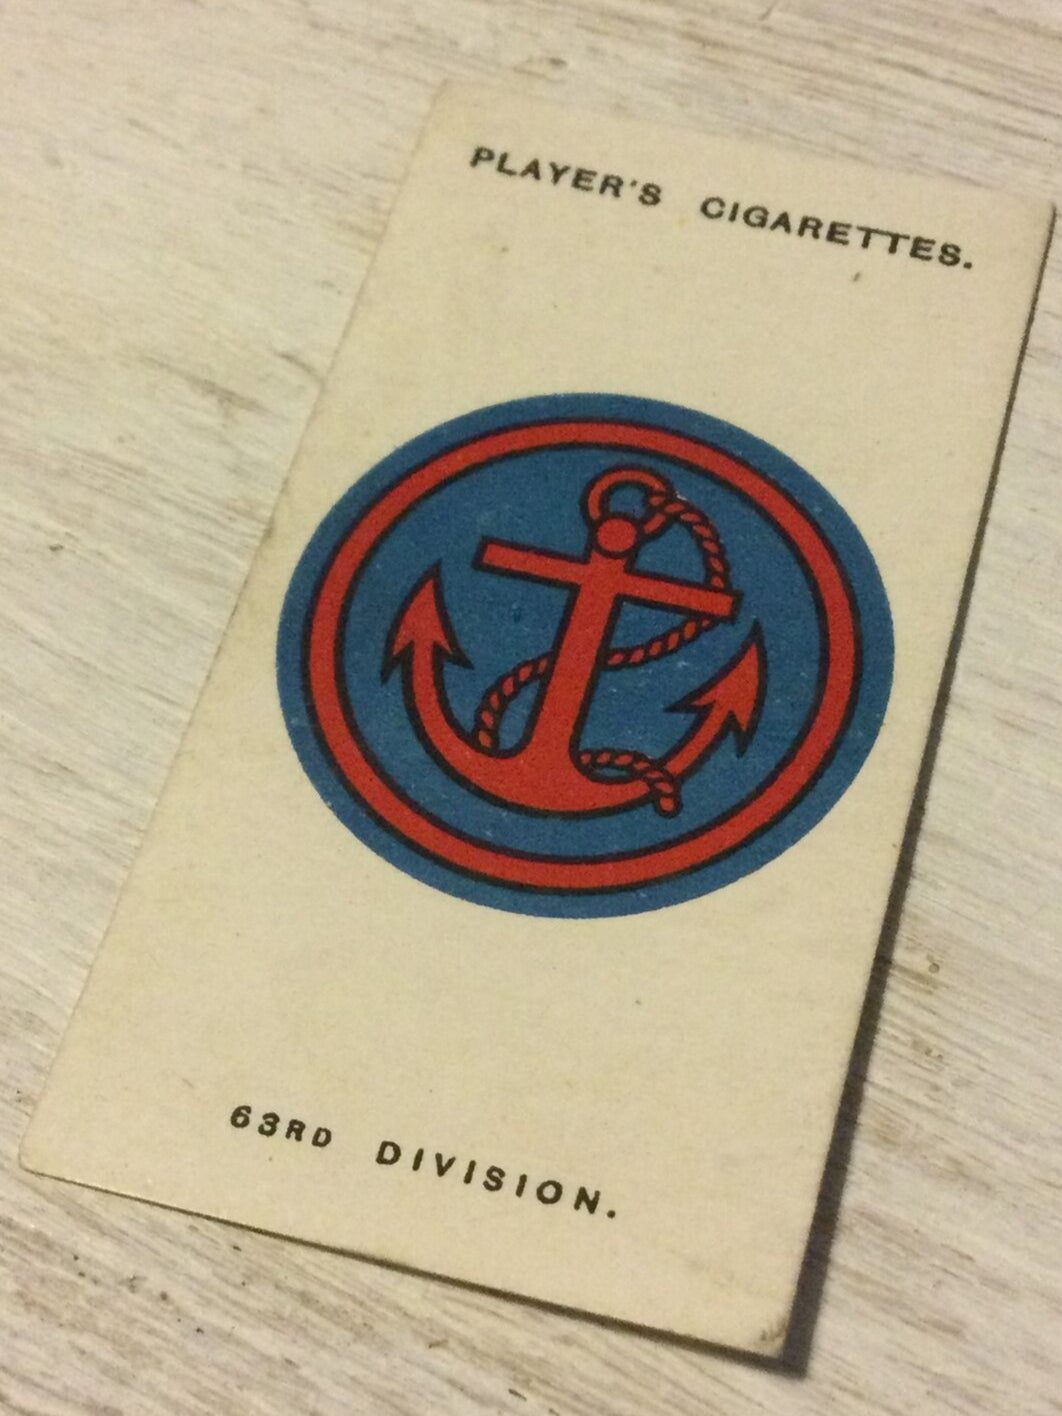 PLAYER'S CIGARETTES.
63RD DIVISION.